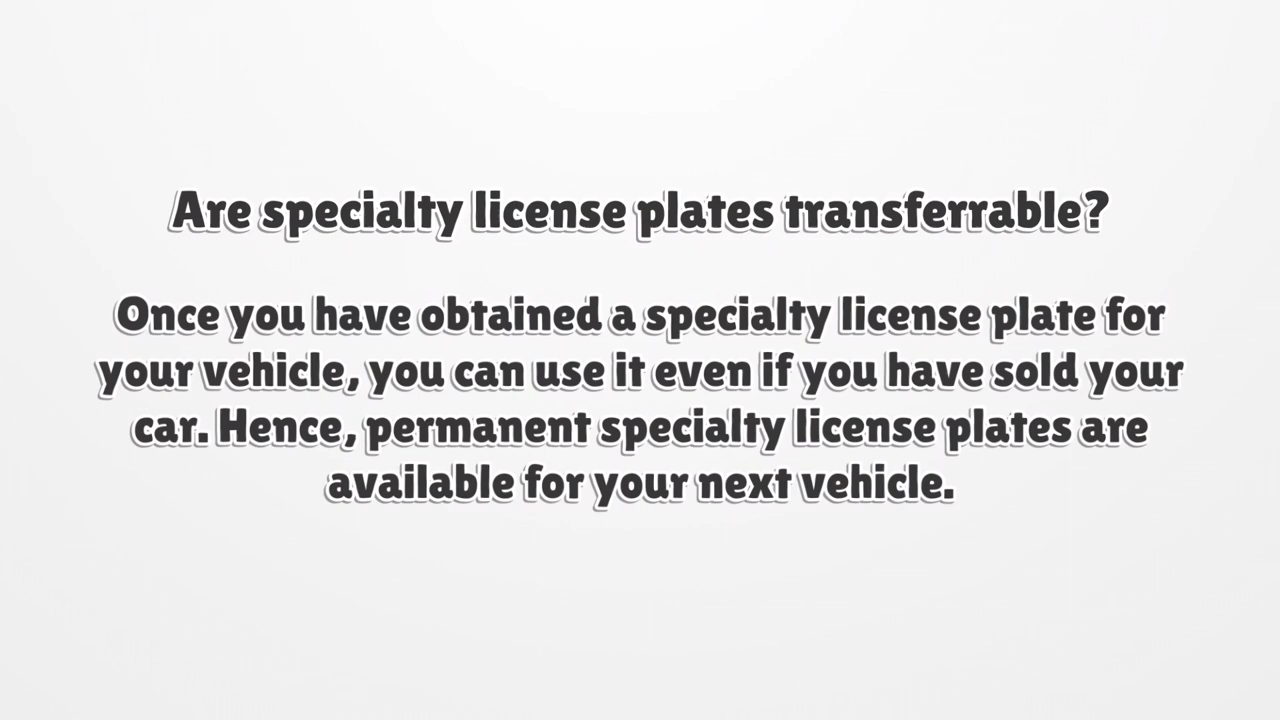 Are specialty license plates transferrable?
Once you have obtained a specialty license plate for
your vehicle, you can use it even if you have sold your
car. Hence, permanent specialty license plates are
available for your next vehicle.